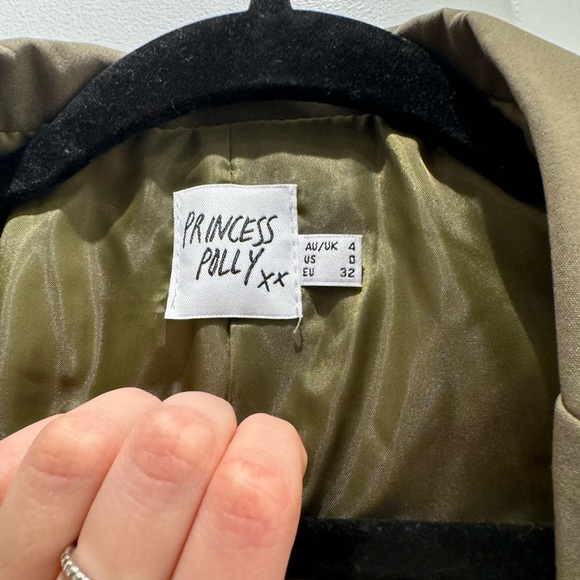 PRINCESS
POLLY
xx
AU/UK 4
US 0
EU 32